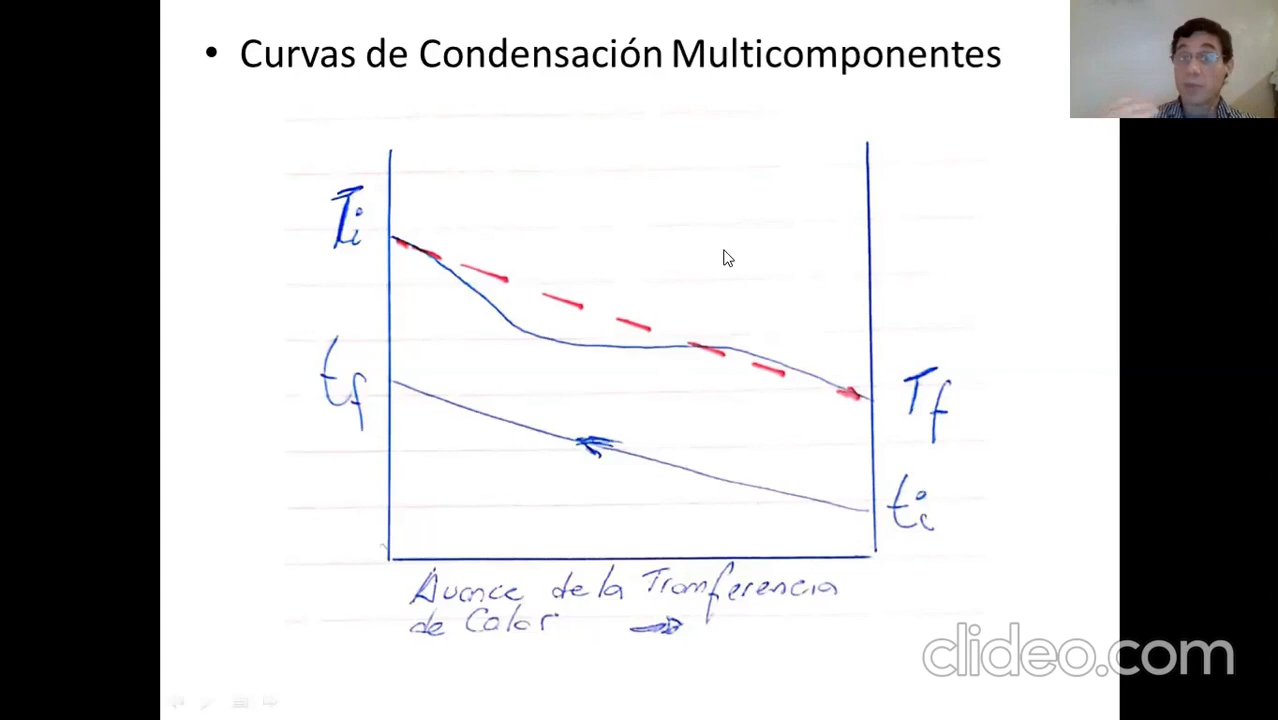 • Curvas de Condensación Multicomponentes
Ti
tf
Tf
ti
Avance de la Tranferencia
de Calor
clideo.com